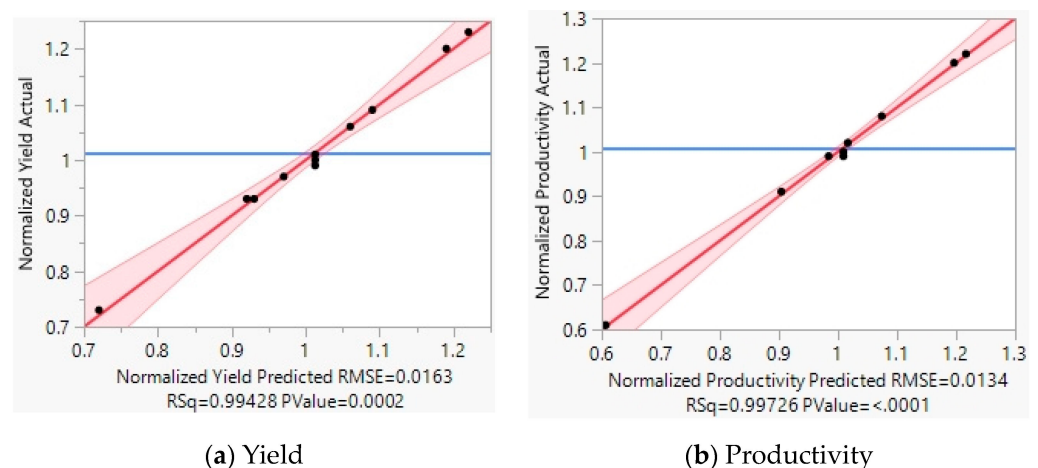 Normalized Yield Actual
1.2
1.1
1
0.9
0.8
0.7
0.7 0.8 0.9 1 1.1 1.2
Normalized Yield Predicted RMSE=0.0163
RSq=0.99428 PValue=0.0002
(a) Yield
Normalized Productivity Actual
1.3
1.2
1.1
1
0.9
0.8
0.7
0.6
0.6 0.7 0.8 0.9 1 1.1 1.2 1.3
Normalized Productivity Predicted RMSE=0.0134
RSq=0.99726 PValue=<.0001
(b) Productivity